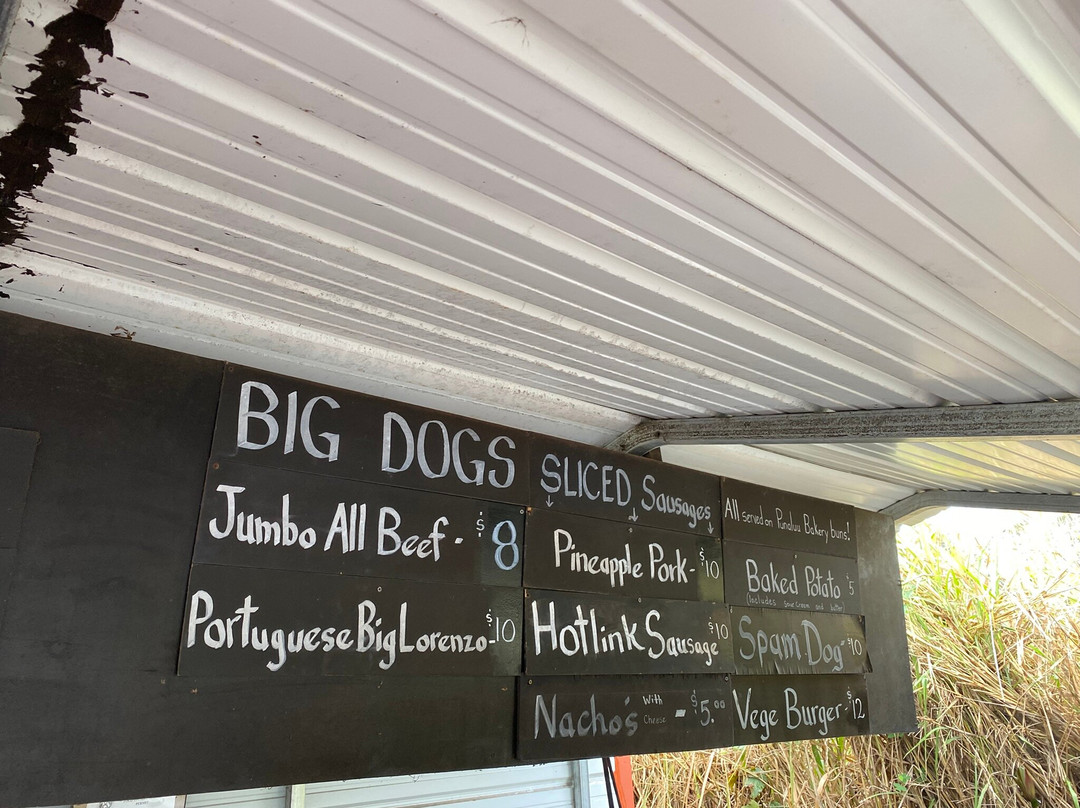 BIG DOGS
Jumbo All Beef - $8
Portuguese Big Lorenzo - $10
SLICED Sausages
Pineapple Pork - $10
Hotlink Sausage $10
Nacho's With Cheese - $5.00
All served on Punaluu Bakery buns!
Baked Potato $5
(Includes sour cream and butter)
Spam Dog $10
Vege Burger - $12